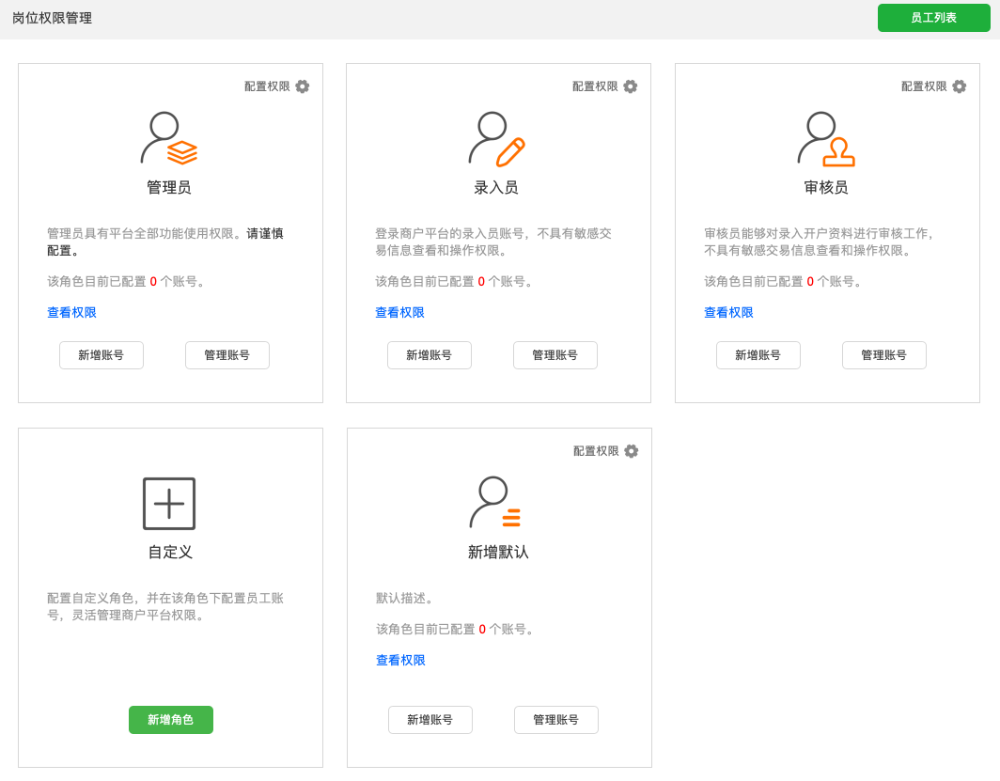 岗位权限管理
员工列表
配置权限
管理员
管理员具有平台全部功能使用权限。请谨慎
配置。
该角色目前已配置 0 个账号。
查看权限
新增账号
管理账号
配置权限
录入员
登录商户平台的录入员账号，不具有敏感交
易信息查看和操作权限。
该角色目前已配置 0 个账号。
查看权限
新增账号
管理账号
配置权限
审核员
审核员能够对录入开户资料进行审核工作，
不具有敏感交易信息查看和操作权限。
该角色目前已配置 0 个账号。
查看权限
新增账号
管理账号
自定义
配置自定义角色，并在该角色下配置员工账
号，灵活管理商户平台权限。
新增角色
配置权限
新增默认
默认描述。
该角色目前已配置 0 个账号。
查看权限
新增账号
管理账号